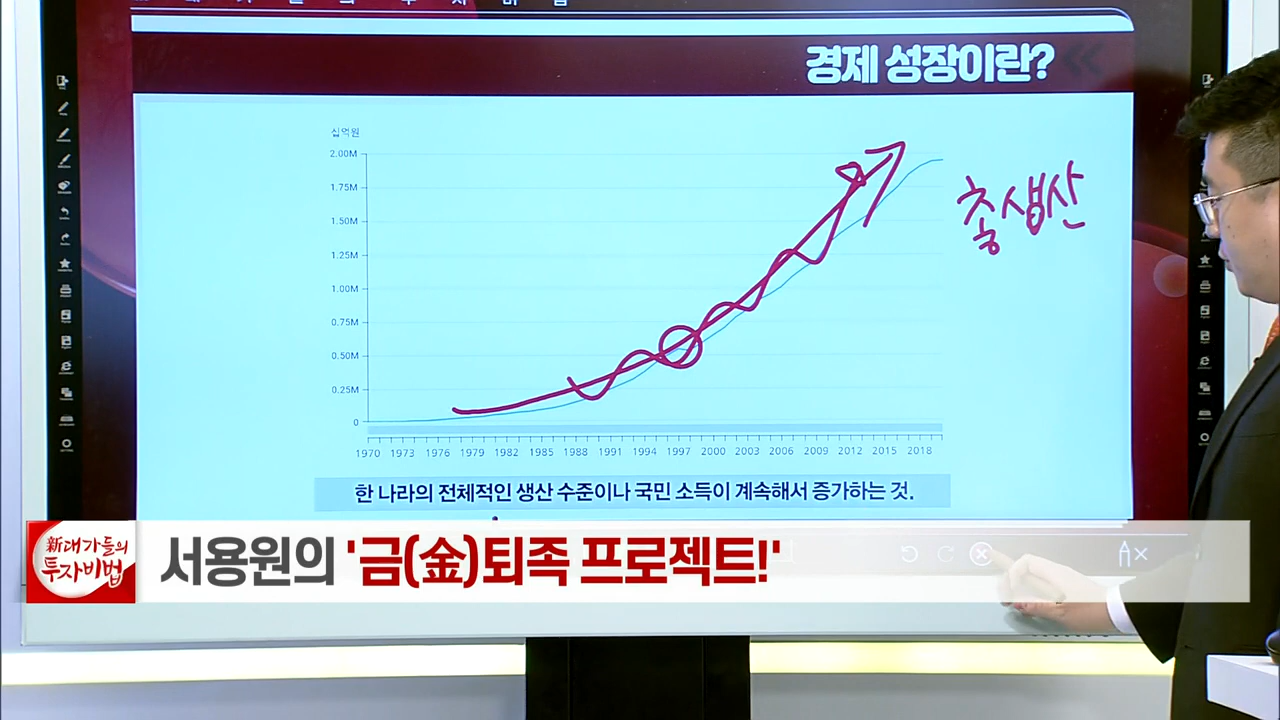 경제 성장이란?
십억원
2.00M
1.75M
1.50M
1.25M
1.00M
0.75M
0.50M
0.25M
0
1970 1973 1976 1979 1982 1985 1988 1991 1994 1997 2000 2003 2006 2009 2012 2015 2018
총생산
한 나라의 전체적인 생산 수준이나 국민 소득이 계속해서 증가하는 것.
新대가들의
투자비법
서용원의 '금(金)퇴족 프로젝트!'